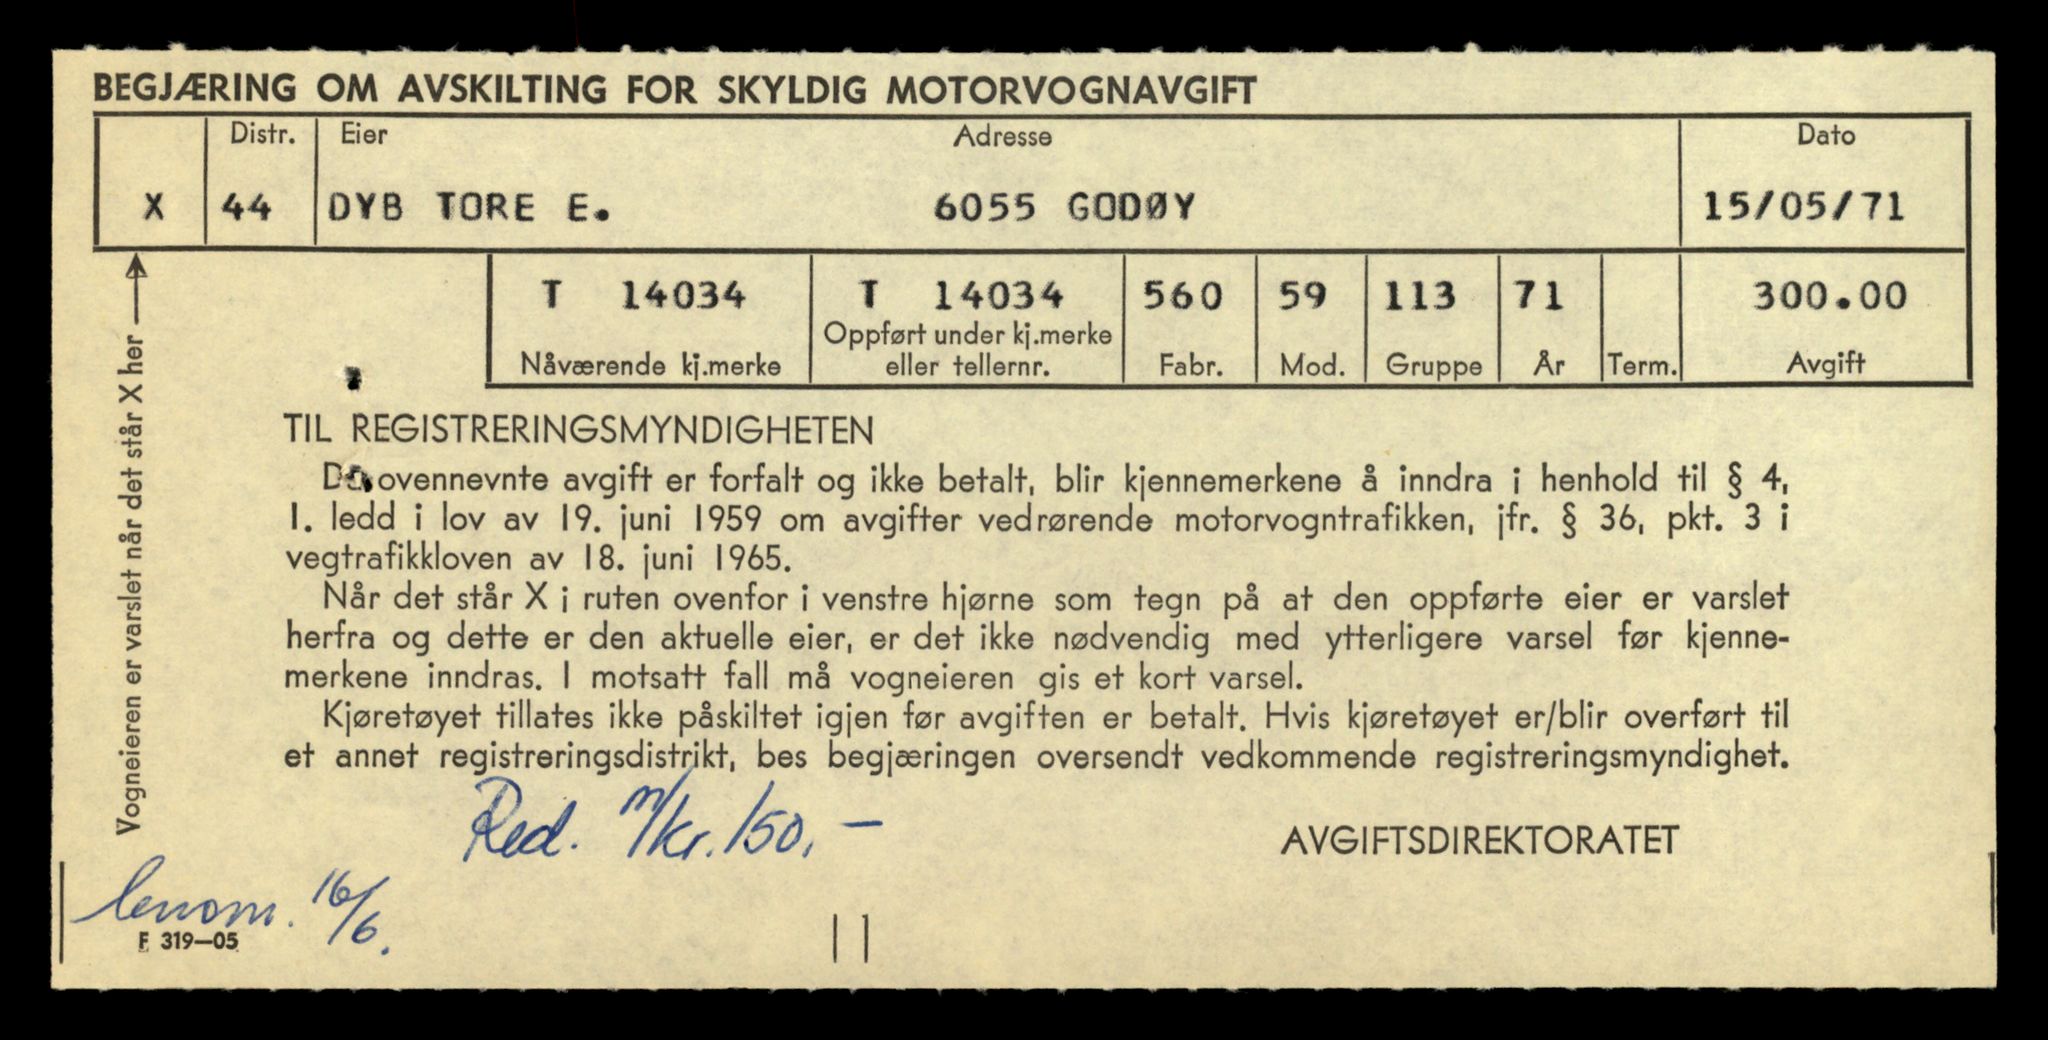 BEGJÆRING OM AVSKILTING FOR SKYLDIG MOTORVOGNAVGIFT
Distr. Eier Adresse Dato
X 44 DYB TORE E. 6055 GODØY 15/05/71
T 14034 T 14034 560 59 113 71 300.00
Oppført under kj.merke
Nåværende kj.merke eller tellernr. Fabr. Mod. Gruppe År Term. Avgift
Vogneieren er varslet når det står X her
TIL REGISTRERINGSMYNDIGHETEN
Da ovennevnte avgift er forfalt og ikke betalt, blir kjennemerkene å inndra i henhold til § 4,
1. ledd i lov av 19. juni 1959 om avgifter vedrørende motorvogntrafikken, jfr. § 36, pkt. 3 i
vegtrafikkloven av 18. juni 1965.
Når det står X i ruten ovenfor i venstre hjørne som tegn på at den oppførte eier er varslet
herfra og dette er den aktuelle eier, er det ikke nødvendig med ytterligere varsel før kjenne-
merkene inndras. I motsatt fall må vogneieren gis et kort varsel.
Kjøretøyet tillates ikke påskiltet igjen før avgiften er betalt. Hvis kjøretøyet er/blir overført til
et annet registreringsdistrikt, bes begjæringen oversendt vedkommende registreringsmyndighet.
Red. m/kr. 150,-
AVGIFTSDIREKTORATET
16/6.
F 319-05